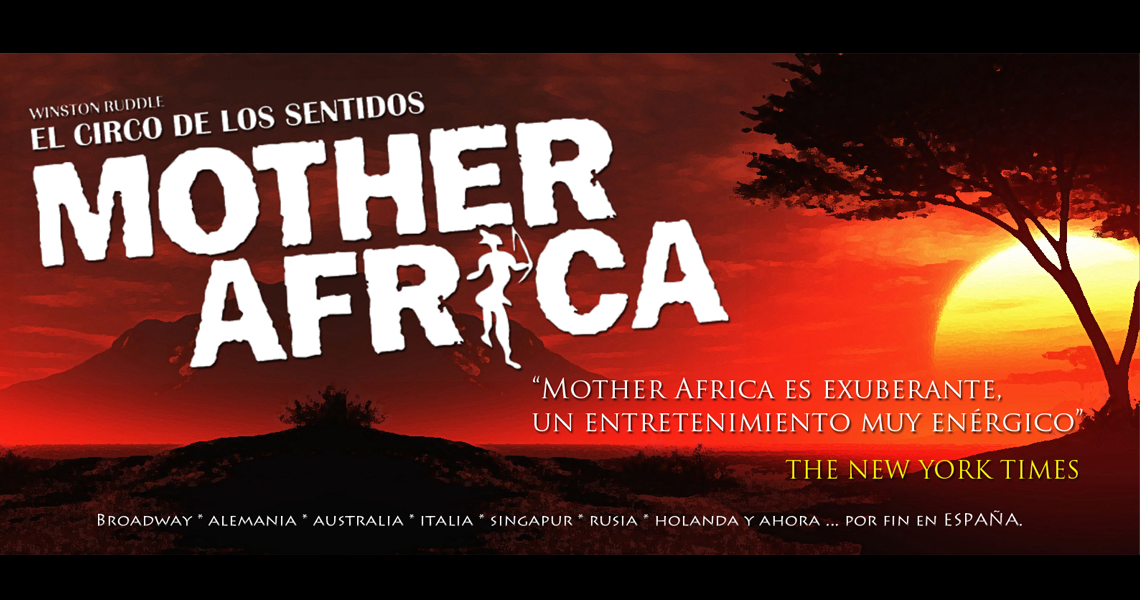 WINSTON RUDDLE
EL CIRCO DE LOS SENTIDOS
MOTHER
AFRICA
“MOTHER AFRICA ES EXUBERANTE,
UN ENTRETENIMIENTO MUY ENÉRGICO”
THE NEW YORK TIMES
BROADWAY * ALEMANIA * AUSTRALIA * ITALIA * SINGAPUR * RUSIA * HOLANDA Y AHORA ... POR FIN EN ESPAÑA.